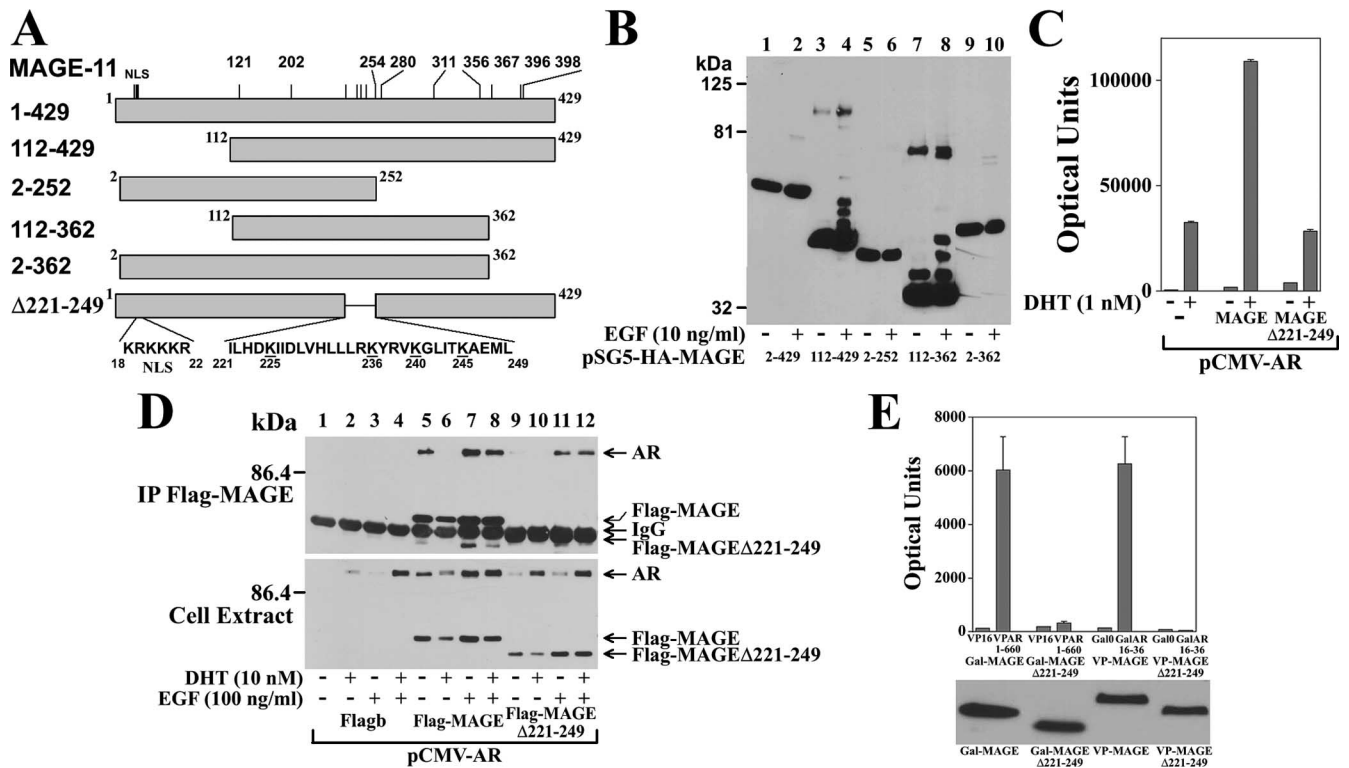 A
MAGE-11
NLS 121 202 254 280 311 356 367 396 398
1-429 1 429
112-429 112 429
2-252 2 252
112-362 112 362
2-362 2 362
Δ221-249 1 429
KRKKKR ILHDKIIDLVHLLLRKYRVKGLITKAEML
18 NLS 22 221 225 236 240 245 249
B
1 2 3 4 5 6 7 8 9 10
kDa
125
81
32
EGF (10 ng/ml) - + - + - + - + - +
pSG5-HA-MAGE 2-429 112-429 2-252 112-362 2-362
C
Optical Units
100000
50000
0
DHT (1 nM) - + - + - +
- MAGE MAGE
Δ221-249
pCMV-AR
D
kDa 1 2 3 4 5 6 7 8 9 10 11 12
AR
86.4
IP Flag-MAGE
Flag-MAGE
IgG
Flag-MAGEΔ221-249
AR
86.4
Cell Extract
Flag-MAGE
Flag-MAGEΔ221-249
DHT (10 nM) - + - + - + - + - + - +
EGF (100 ng/ml) - - + + - - + + - - + +
Flagb Flag-MAGE Flag-MAGE
Δ221-249
pCMV-AR
E
Optical Units
8000
6000
4000
2000
0
VP16 VPAR VP16 VPAR Gal0 GalAR Gal0 GalAR
1-660 1-660 16-36 16-36
Gal-MAGE Gal-MAGE VP-MAGE VP-MAGE
Δ221-249 Δ221-249
Gal-MAGE Gal-MAGE VP-MAGE VP-MAGE
Δ221-249 Δ221-249